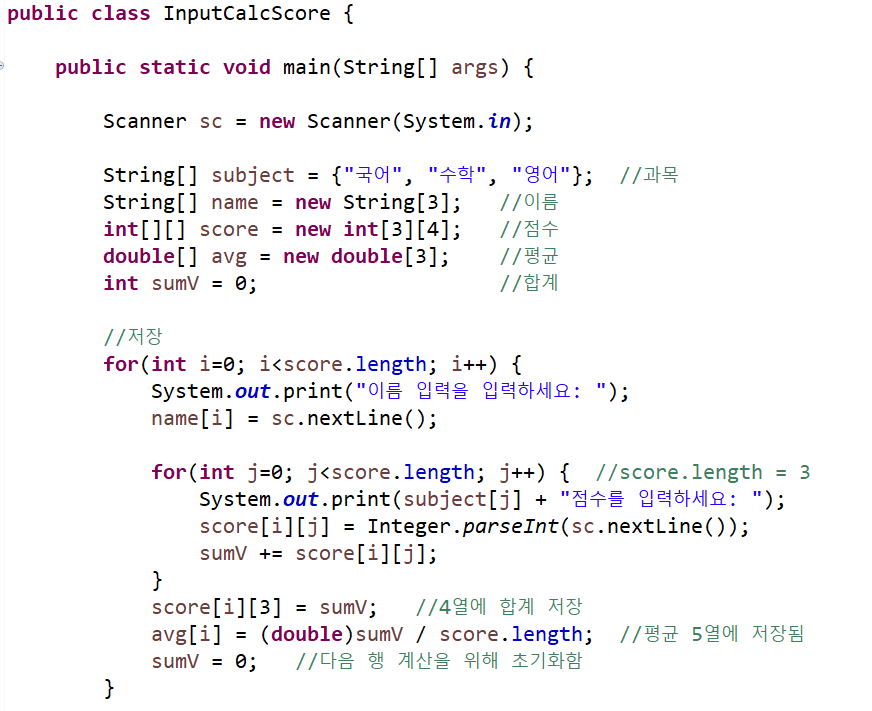 public class InputCalcScore {
public static void main(String[] args) {
Scanner sc = new Scanner(System.in);
String[] subject = {"국어", "수학", "영어"};  //과목
String[] name = new String[3];   //이름
int[][] score = new int[3][4];   //점수
double[] avg = new double[3];    //평균
int sumV = 0;                    //합계
//저장
for(int i=0; i<score.length; i++) {
System.out.print("이름 입력을 입력하세요: ");
name[i] = sc.nextLine();
for(int j=0; j<score.length; j++) {  //score.length = 3
System.out.print(subject[j] + "점수를 입력하세요: ");
score[i][j] = Integer.parseInt(sc.nextLine());
sumV += score[i][j];
}
score[i][3] = sumV;   //4열에 합계 저장
avg[i] = (double)sumV / score.length;  //평균 5열에 저장됨
sumV = 0;   //다음 행 계산을 위해 초기화함
}